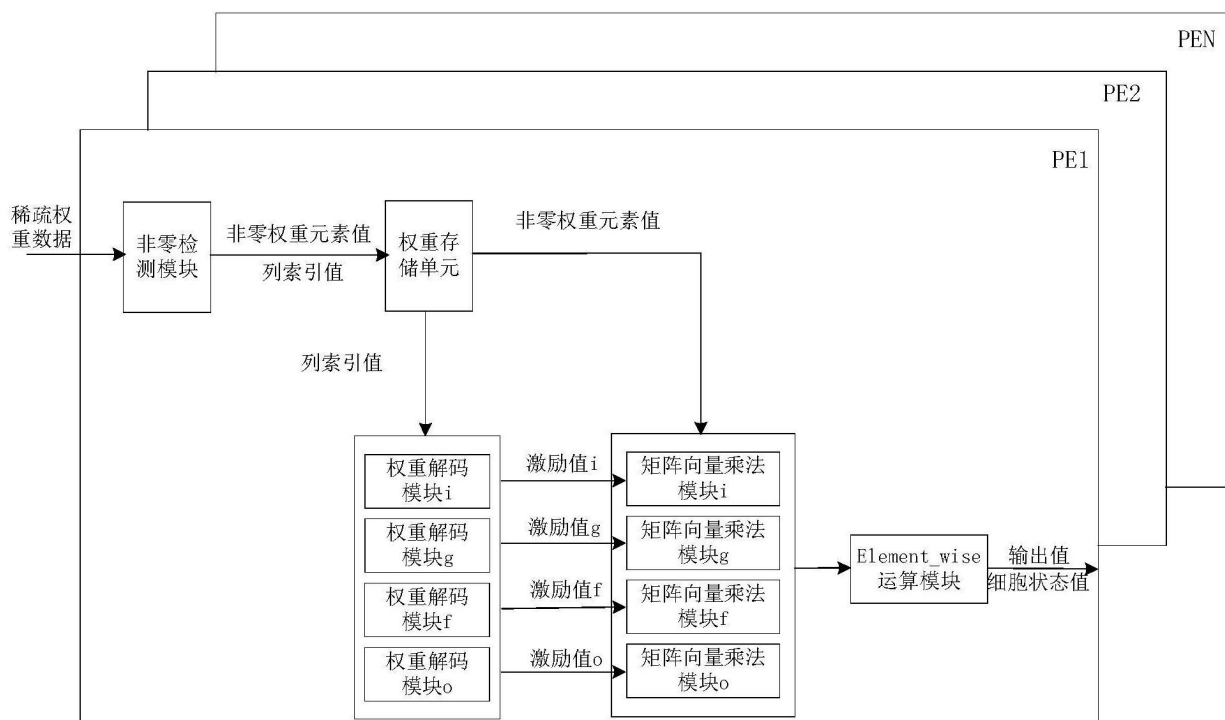 PEN
PE2
PE1
稀疏权
重数据
非零检
测模块
非零权重元素值
列索引值
权重存
储单元
非零权重元素值
列索引值
权重解码
模块i
激励值i
矩阵向量乘法
模块i
权重解码
模块g
激励值g
矩阵向量乘法
模块g
权重解码
模块f
激励值f
矩阵向量乘法
模块f
权重解码
模块o
激励值o
矩阵向量乘法
模块o
Element_wise
运算模块
输出值
细胞状态值